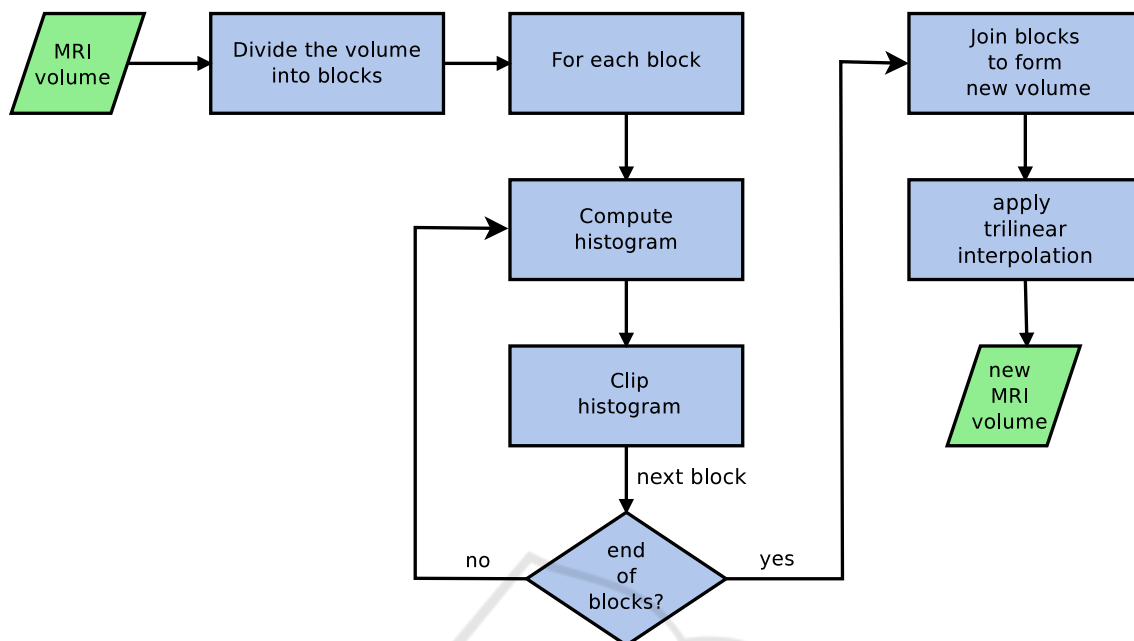 MRI
volume
Divide the volume
into blocks
For each block
Compute
histogram
Clip
histogram
next block
end
of
blocks?
no
yes
Join blocks
to form
new volume
apply
trilinear
interpolation
new
MRI
volume